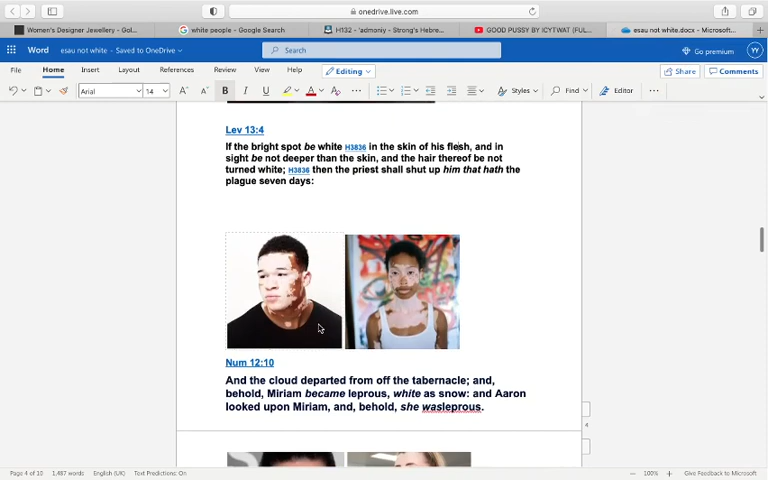 onedrive.live.com
Women's Designer Jewellery - Gol...
white people - Google Search
H132 - 'admoniy - Strong's Hebre...
GOOD PUSSY BY ICYTWAT (FUL...
esau not white.docx - Microsoft...
Word
esau not white - Saved to OneDrive
Search
Go premium
YY
File
Home
Insert
Layout
References
Review
View
Help
Editing
Share
Comments
Arial
14
A
A
B
I
U
A
Styles
Find
Editor
Lev 13:4
If the bright spot be white H3836 in the skin of his flesh, and in
sight be not deeper than the skin, and the hair thereof be not
turned white; H3836 then the priest shall shut up him that hath the
plague seven days:
Num 12:10
And the cloud departed from off the tabernacle; and,
behold, Miriam became leprous, white as snow: and Aaron
looked upon Miriam, and, behold, she wasleprous.
4
Page 4 of 10
1,487 words
English (UK)
Text Predictions: On
100%
Give Feedback to Microsoft